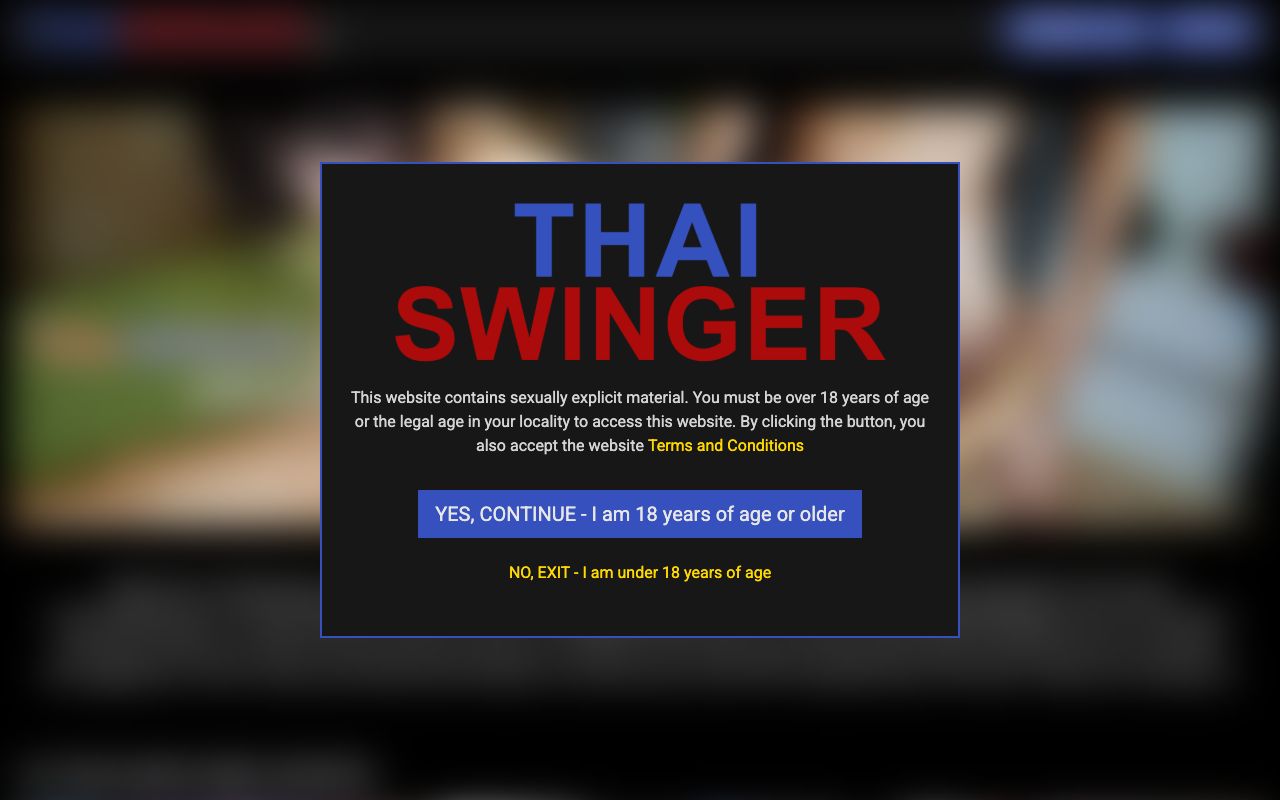 THAI
SWINGER
This website contains sexually explicit material. You must be over 18 years of age
or the legal age in your locality to access this website. By clicking the button, you
also accept the website Terms and Conditions
YES, CONTINUE - I am 18 years of age or older
NO, EXIT - I am under 18 years of age